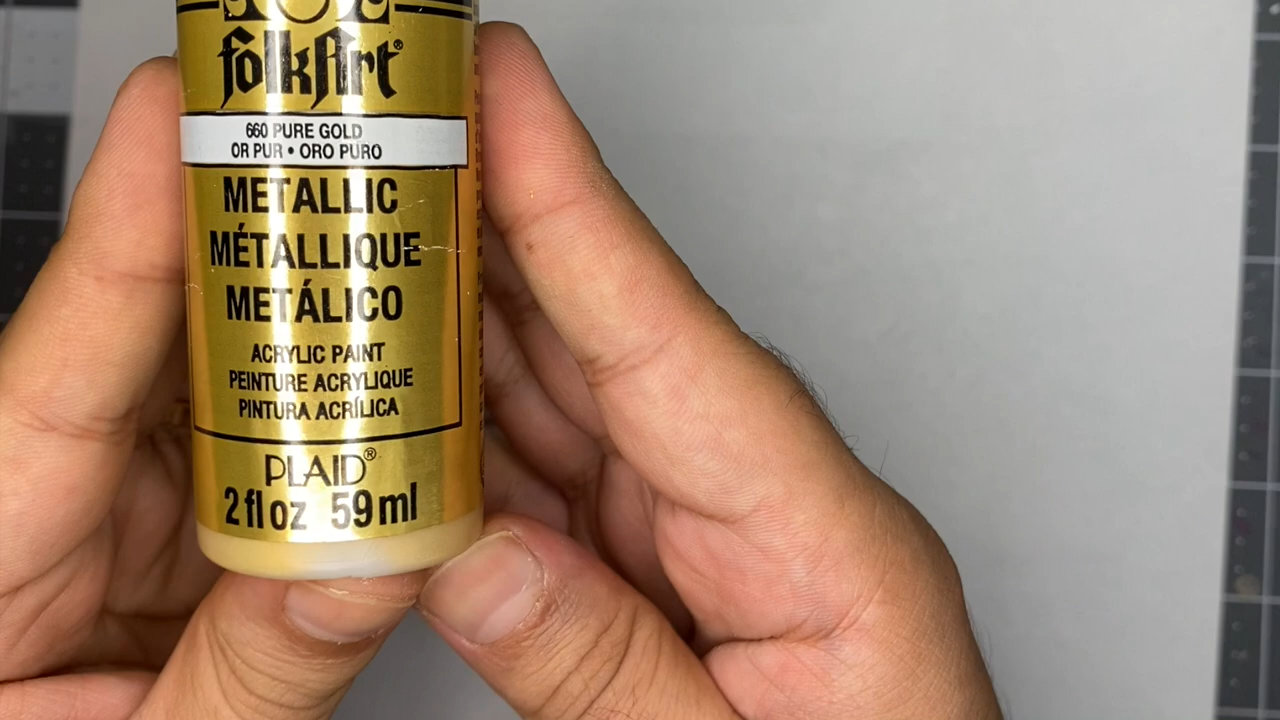 folkArt®
660 PURE GOLD
OR PUR • ORO PURO
METALLIC
MÉTALLIQUE
METÁLICO
ACRYLIC PAINT
PEINTURE ACRYLIQUE
PINTURA ACRÍLICA
PLAID®
2 fl oz 59 ml